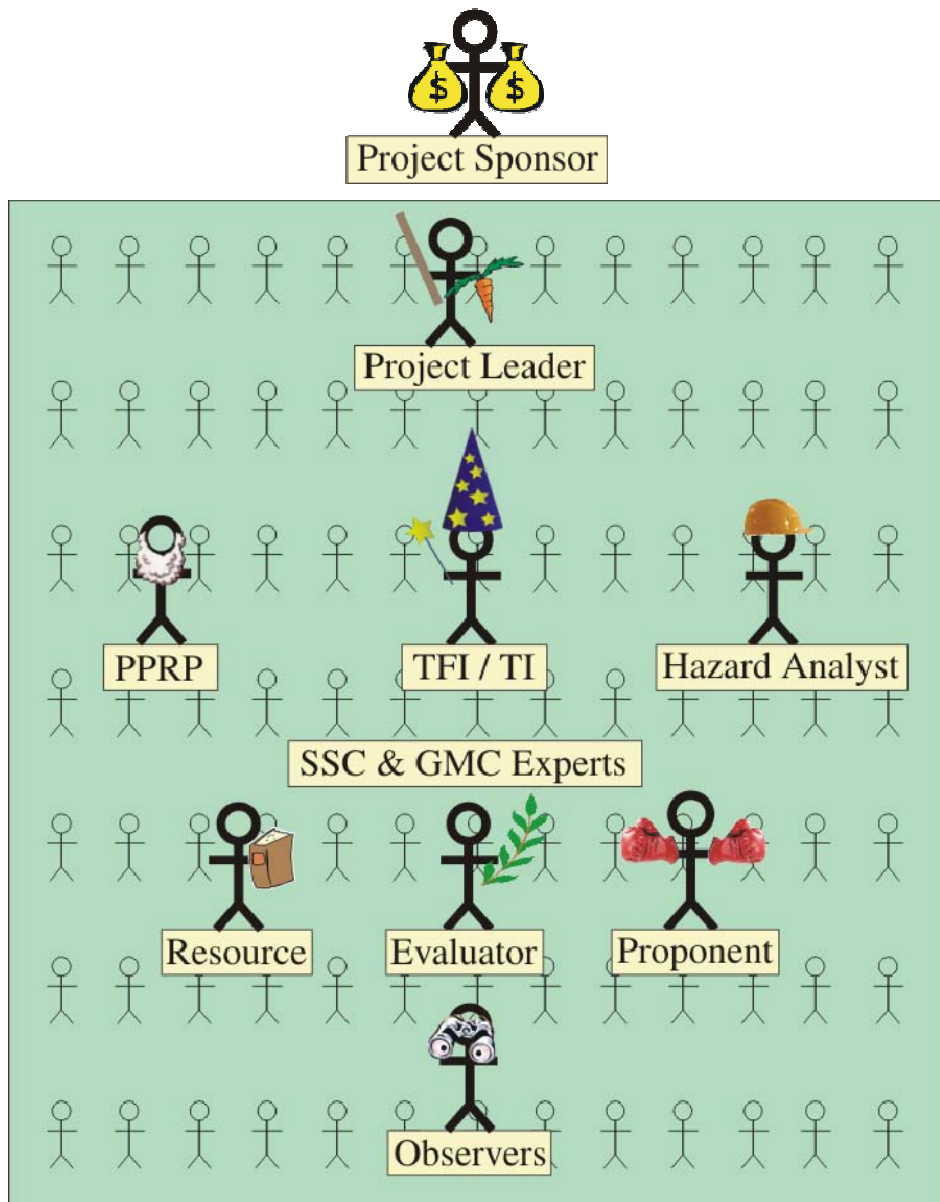 $ $
Project Sponsor
Project Leader
PPRP
TFI / TI
Hazard Analyst
SSC & GMC Experts
Resource
Evaluator
Proponent
Observers